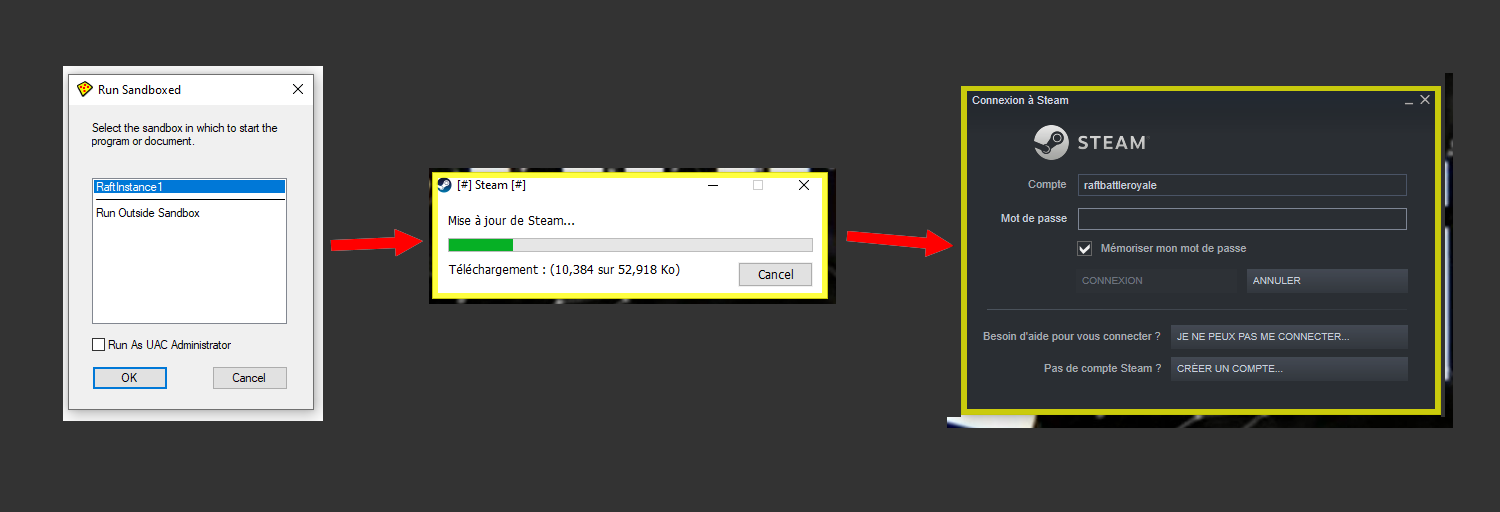 Run Sandboxed
Select the sandbox in which to start the
program or document.
RaftInstance1
Run Outside Sandbox
Run As UAC Administrator
OK
Cancel
[#] Steam [#]
Mise à jour de Steam...
Téléchargement : (10,384 sur 52,918 Ko)
Cancel
Connexion à Steam
STEAM
Compte
raftbattleroyale
Mot de passe
Mémoriser mon mot de passe
CONNEXION
ANNULER
Besoin d'aide pour vous connecter ?
JE NE PEUX PAS ME CONNECTER...
Pas de compte Steam ?
CRÉER UN COMPTE...